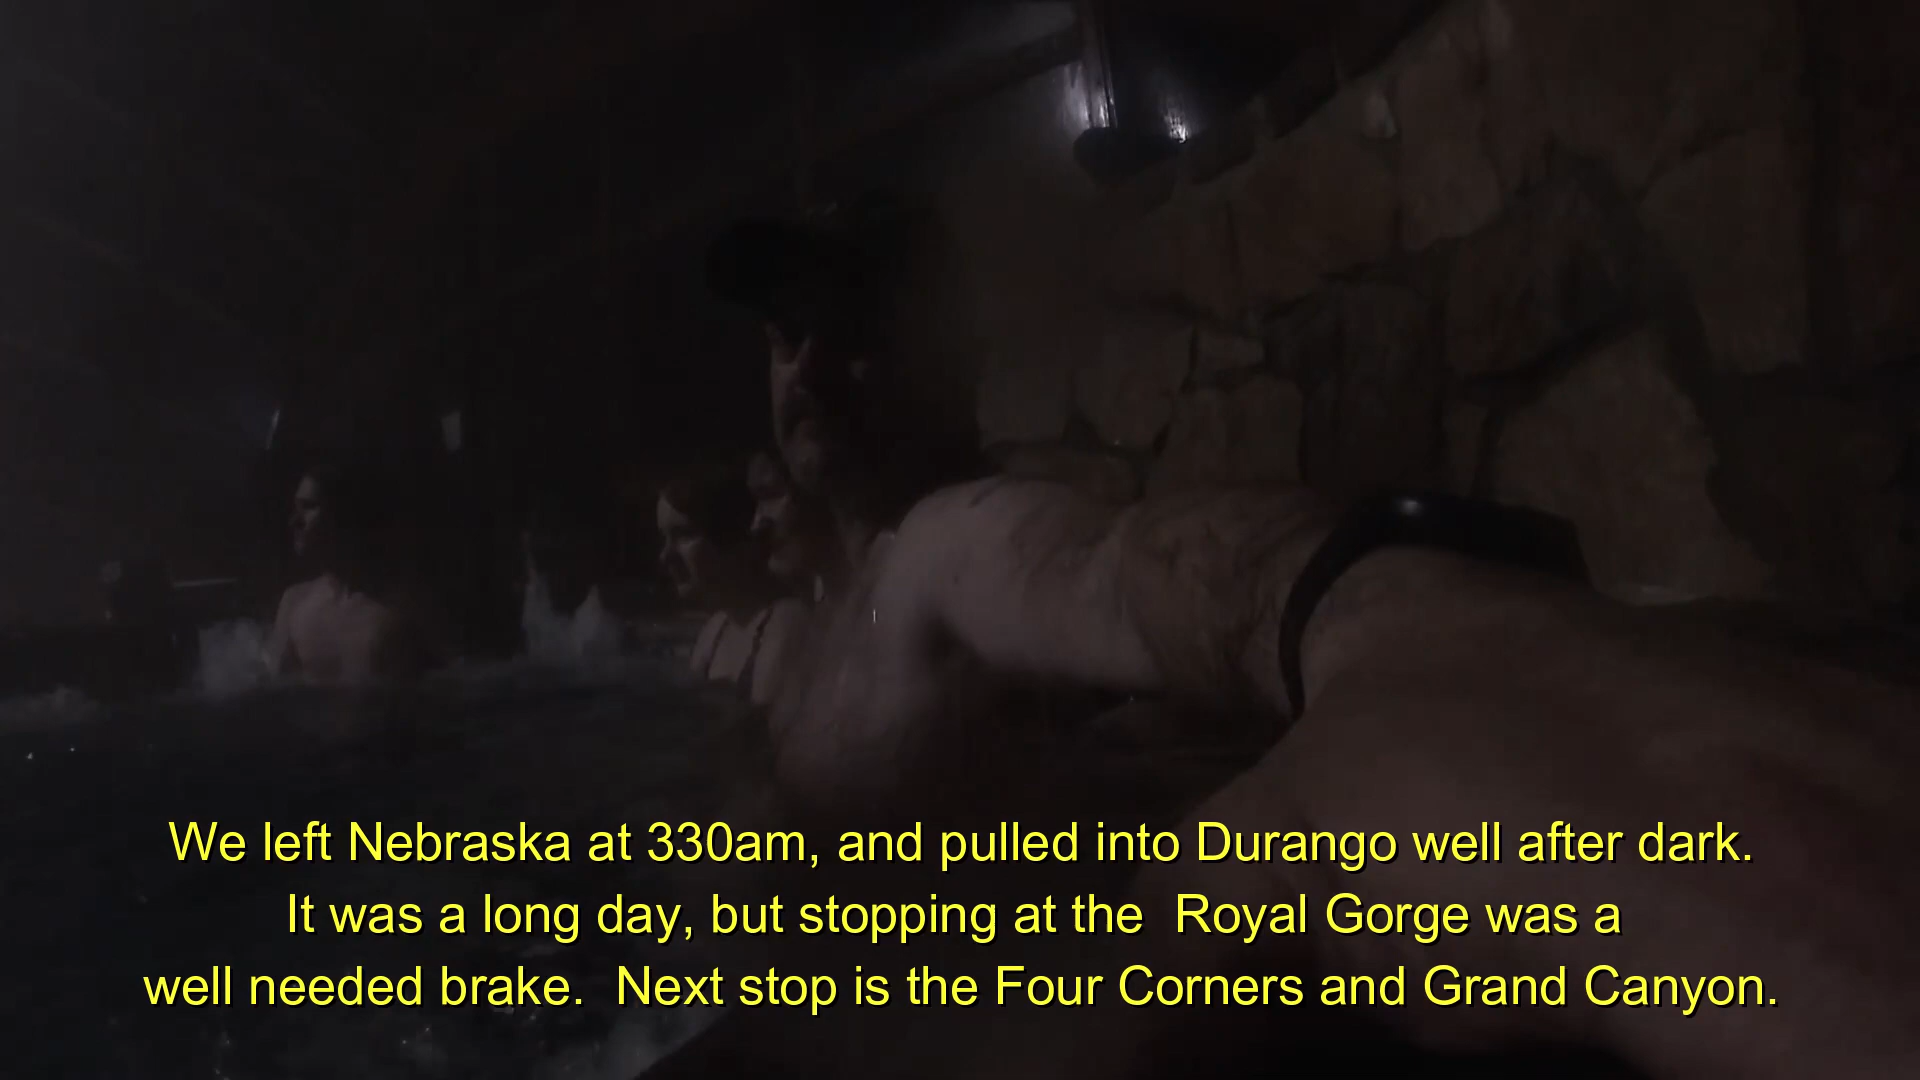 We left Nebraska at 330am, and pulled into Durango well after dark.
It was a long day, but stopping at the  Royal Gorge was a
well needed brake.  Next stop is the Four Corners and Grand Canyon.